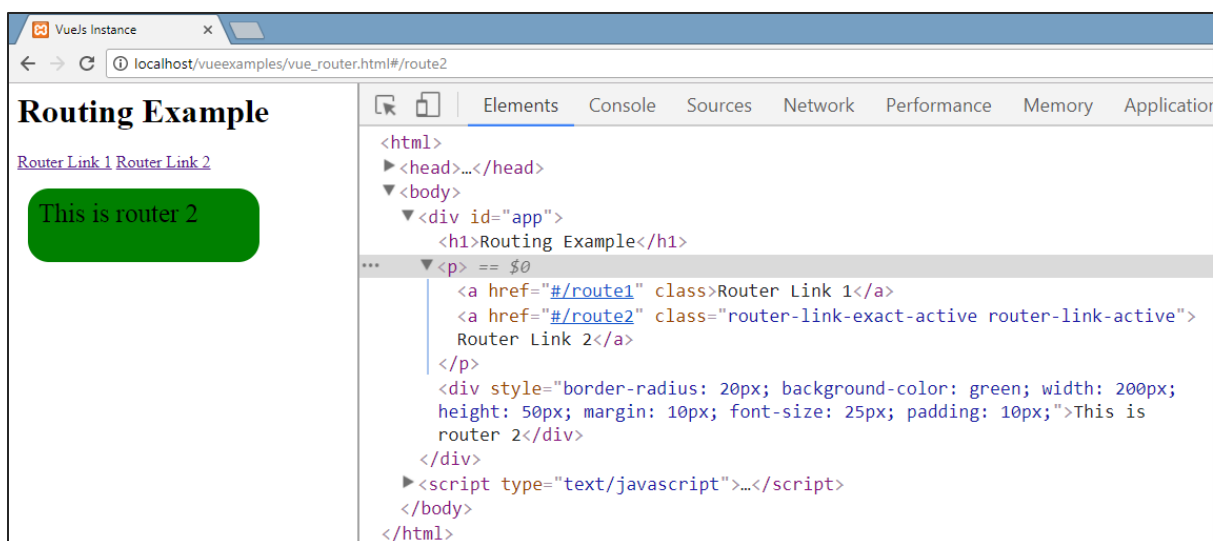 VueJs Instance
localhost/vueexamples/vue_router.html#/route2
Routing Example
Router Link 1 Router Link 2
This is router 2
Elements Console Sources Network Performance Memory Application
<html>
<head>…</head>
<body>
<div id="app">
<h1>Routing Example</h1>
<p> == $0
<a href="#/route1" class>Router Link 1</a>
<a href="#/route2" class="router-link-exact-active router-link-active">
Router Link 2</a>
</p>
<div style="border-radius: 20px; background-color: green; width: 200px;
height: 50px; margin: 10px; font-size: 25px; padding: 10px;">This is
router 2</div>
</div>
<script type="text/javascript">…</script>
</body>
</html>